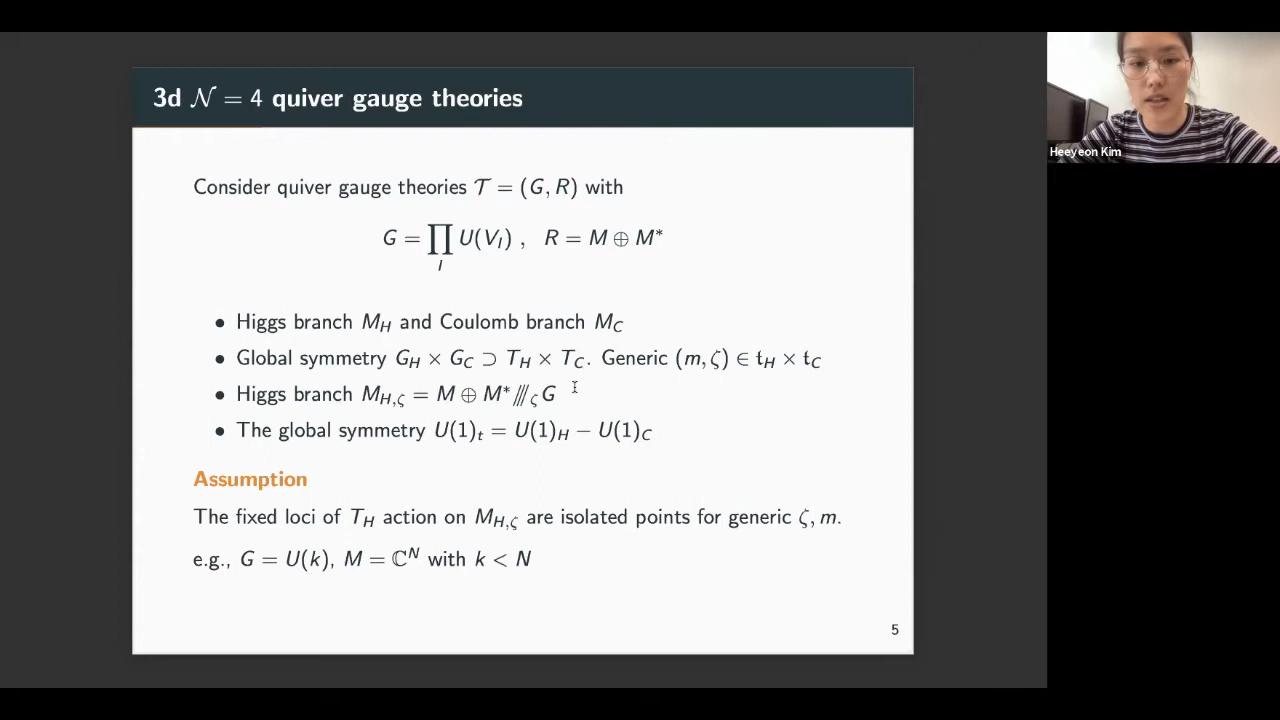 3d 𝒩 = 4 quiver gauge theories
Consider quiver gauge theories 𝒯 = (G, R) with
G = ∏_I U(V_I) , R = M ⊕ M*
• Higgs branch M_H and Coulomb branch M_C
• Global symmetry G_H × G_C ⊃ T_H × T_C. Generic (m, ζ) ∈ 𝔱_H × 𝔱_C
• Higgs branch M_{H,ζ} = M ⊕ M* ///_ζ G
• The global symmetry U(1)_t = U(1)_H − U(1)_C
Assumption
The fixed loci of T_H action on M_{H,ζ} are isolated points for generic ζ, m.
e.g., G = U(k), M = ℂ^N with k < N
5
Heeyeon Kim